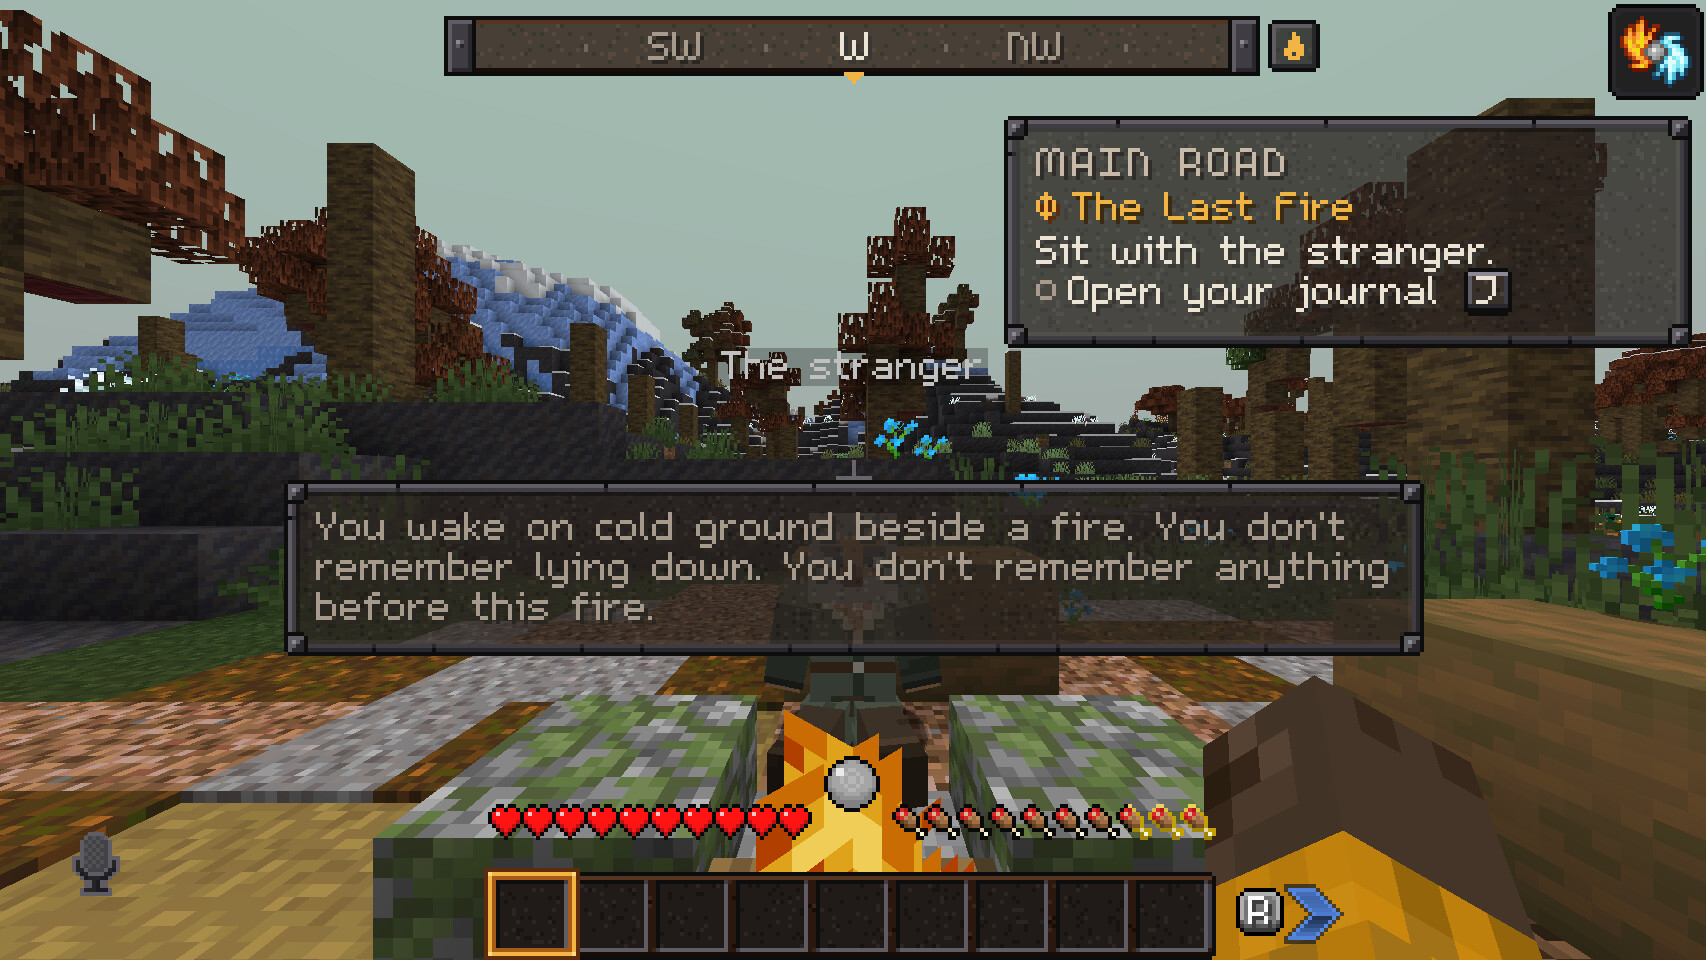 SW W NW
MAIN ROAD
The Last Fire
Sit with the stranger.
Open your journal J
The stranger
You wake on cold ground beside a fire. You don't
remember lying down. You don't remember anything
before this fire.
R